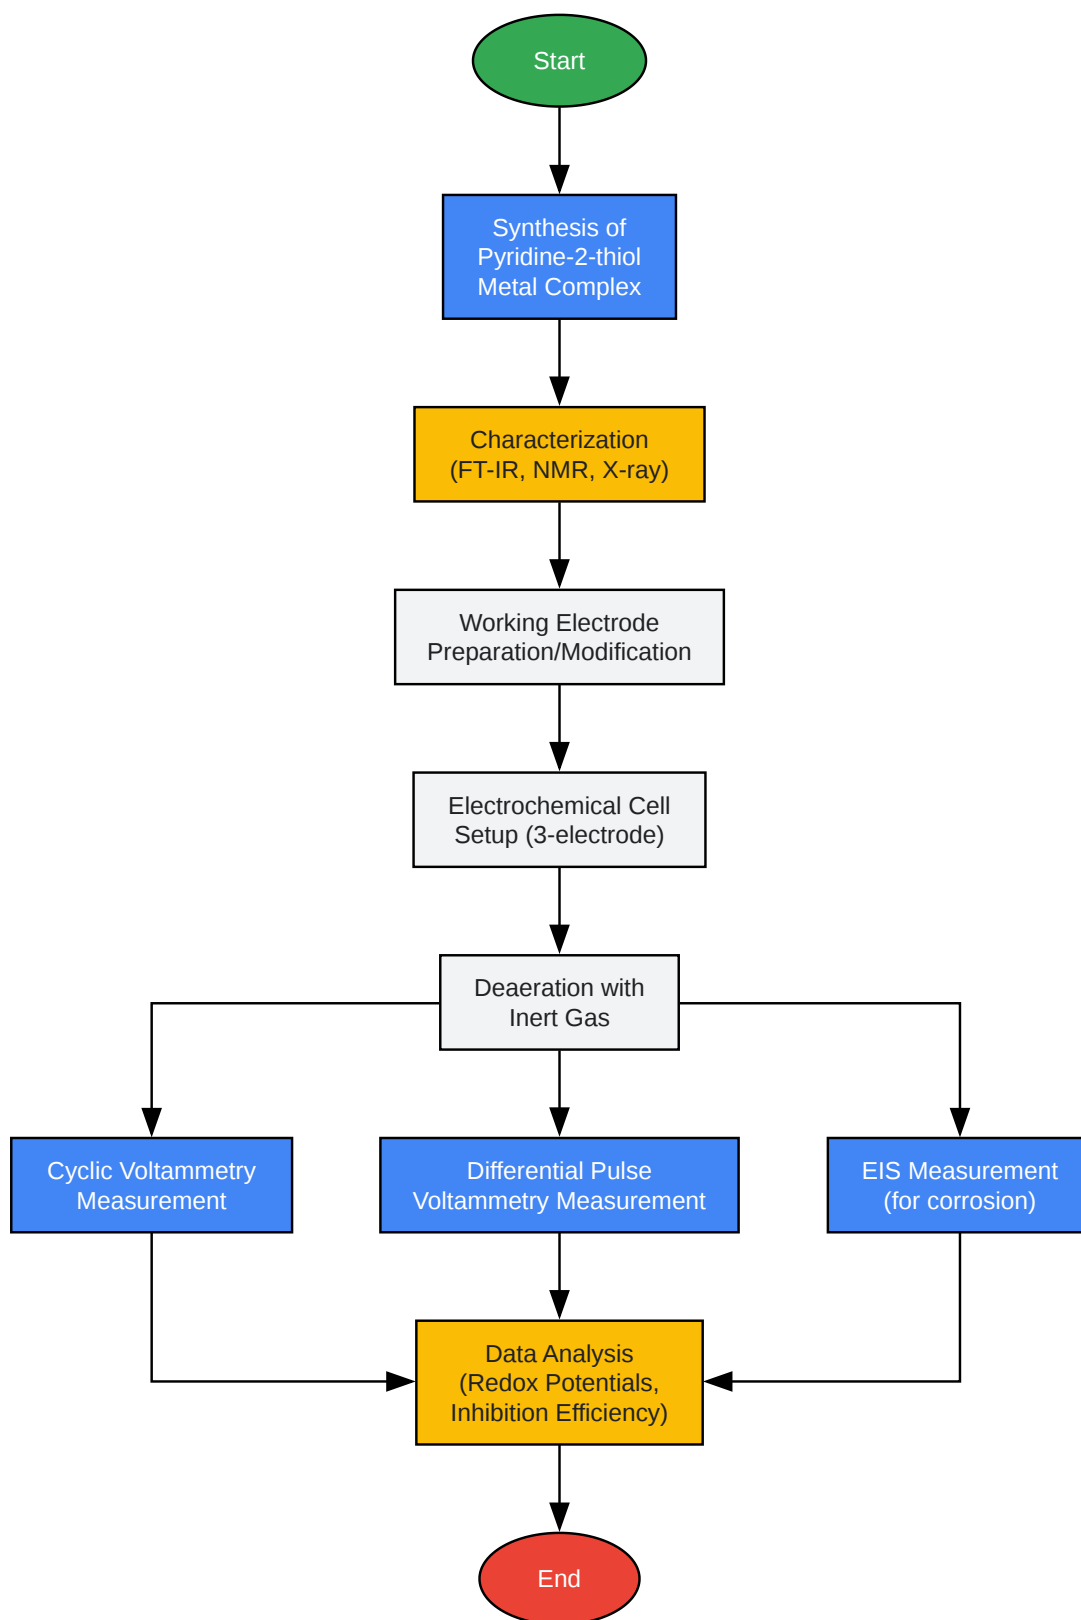 Start
Synthesis of
Pyridine-2-thiol
Metal Complex
Characterization
(FT-IR, NMR, X-ray)
Working Electrode
Preparation/Modification
Electrochemical Cell
Setup (3-electrode)
Deaeration with
Inert Gas
Cyclic Voltammetry
Measurement
Differential Pulse
Voltammetry Measurement
EIS Measurement
(for corrosion)
Data Analysis
(Redox Potentials,
Inhibition Efficiency)
End